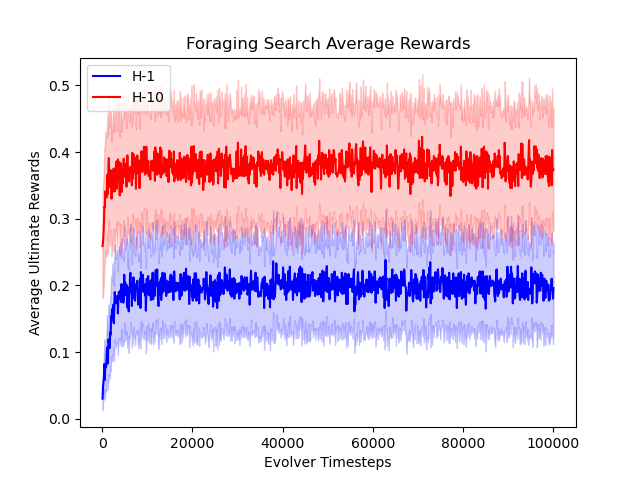 Foraging Search Average Rewards
H-1
H-10
Average Ultimate Rewards
0.5
0.4
0.3
0.2
0.1
0.0
0
20000
40000
60000
80000
100000
Evolver Timesteps